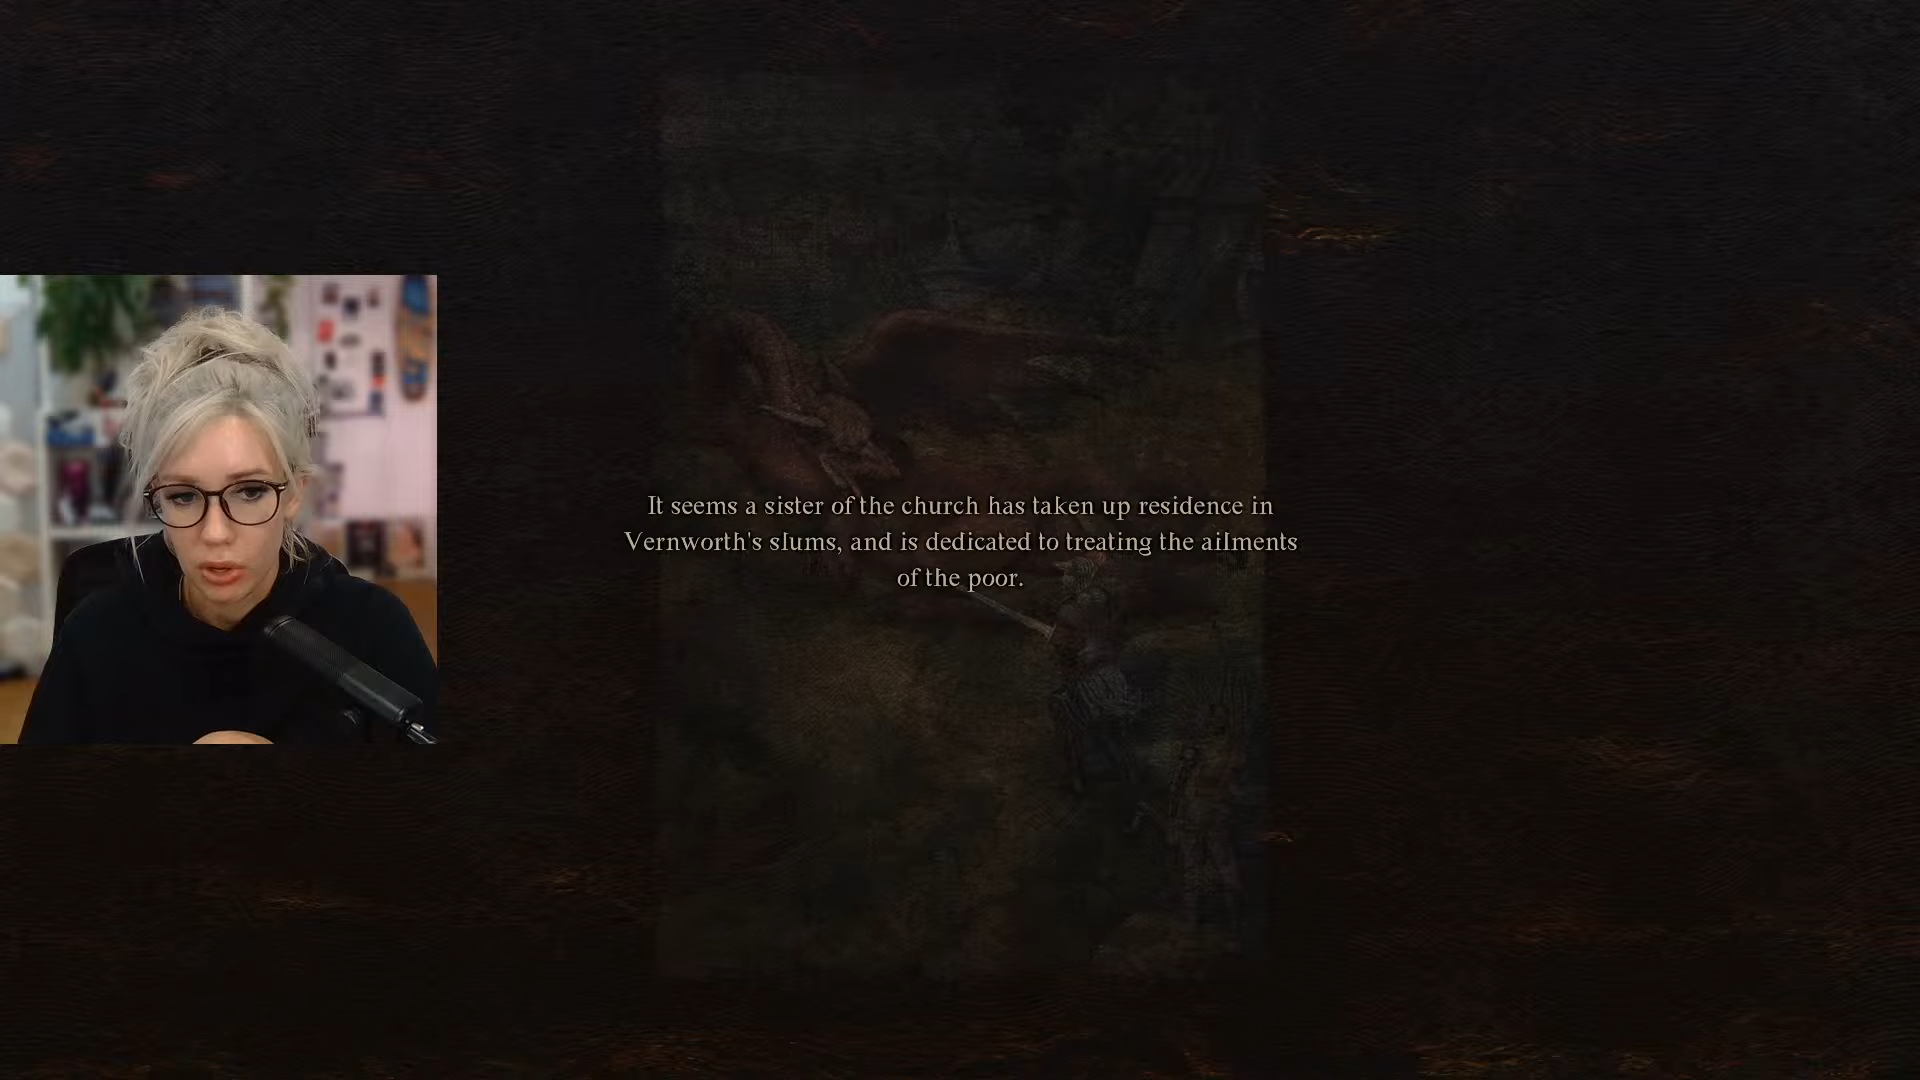 It seems a sister of the church has taken up residence in
Vernworth's slums, and is dedicated to treating the ailments
of the poor.